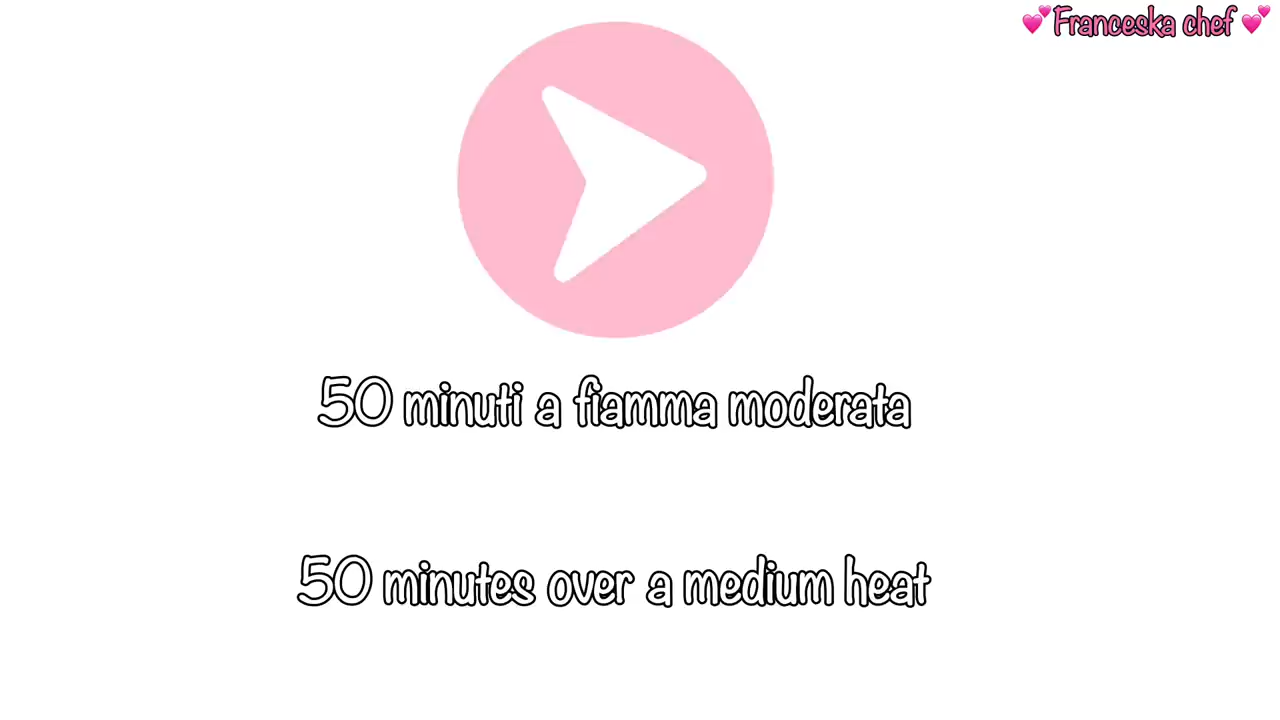 💕Franceska chef 💕
50 minuti a fiamma moderata
50 minutes over a medium heat